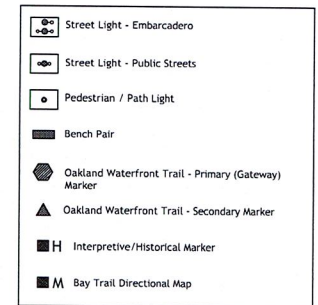 Street Light - Embarcadero
Street Light - Public Streets
Pedestrian / Path Light
Bench Pair
Oakland Waterfront Trail - Primary (Gateway)
Marker
Oakland Waterfront Trail - Secondary Marker
H Interpretive/Historical Marker
M Bay Trail Directional Map